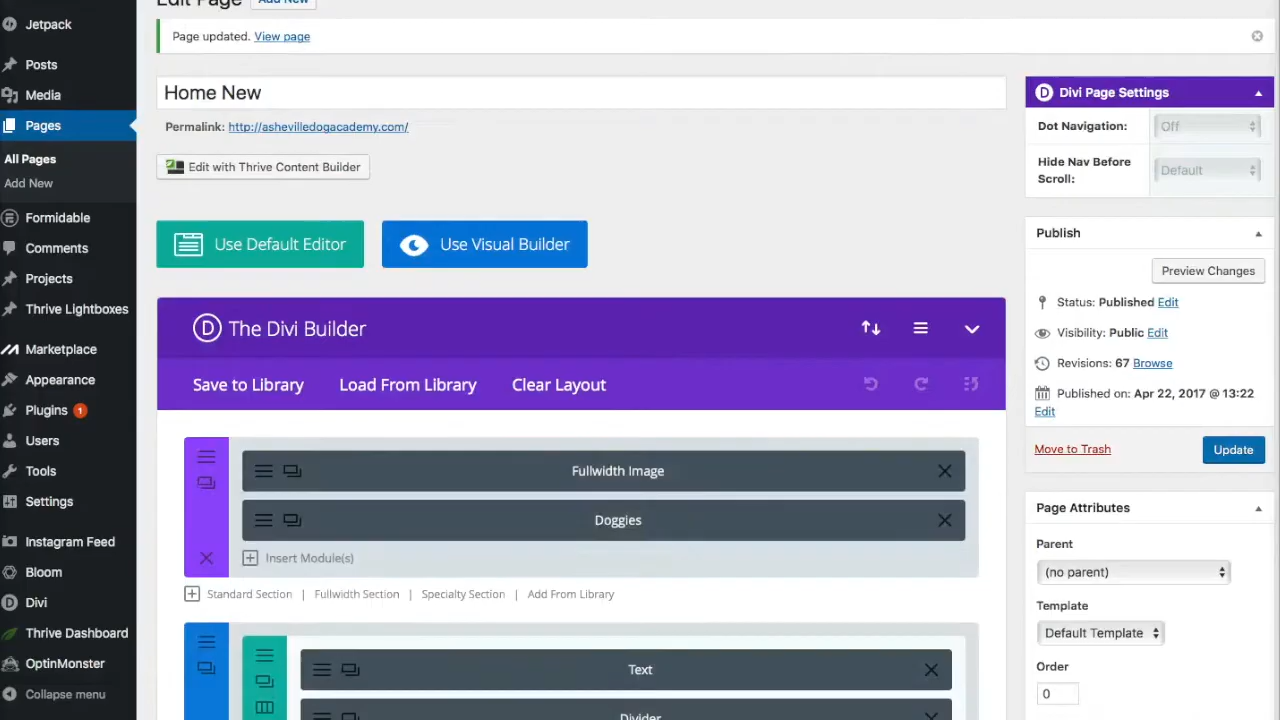 Edit Page Add New
Jetpack
Posts
Media
Pages
All Pages
Add New
Formidable
Comments
Projects
Thrive Lightboxes
Marketplace
Appearance
Plugins 1
Users
Tools
Settings
Instagram Feed
Bloom
Divi
Thrive Dashboard
OptinMonster
Collapse menu
Page updated. View page
Home New
Permalink: http://ashevilledogacademy.com/
Edit with Thrive Content Builder
Use Default Editor
Use Visual Builder
D The Divi Builder
Save to Library
Load From Library
Clear Layout
Fullwidth Image
Doggies
Insert Module(s)
Standard Section | Fullwidth Section | Specialty Section | Add From Library
Text
Divider
D Divi Page Settings
Dot Navigation: Off
Hide Nav Before
Scroll: Default
Publish
Preview Changes
Status: Published Edit
Visibility: Public Edit
Revisions: 67 Browse
Published on: Apr 22, 2017 @ 13:22
Edit
Move to Trash
Update
Page Attributes
Parent
(no parent)
Template
Default Template
Order
0